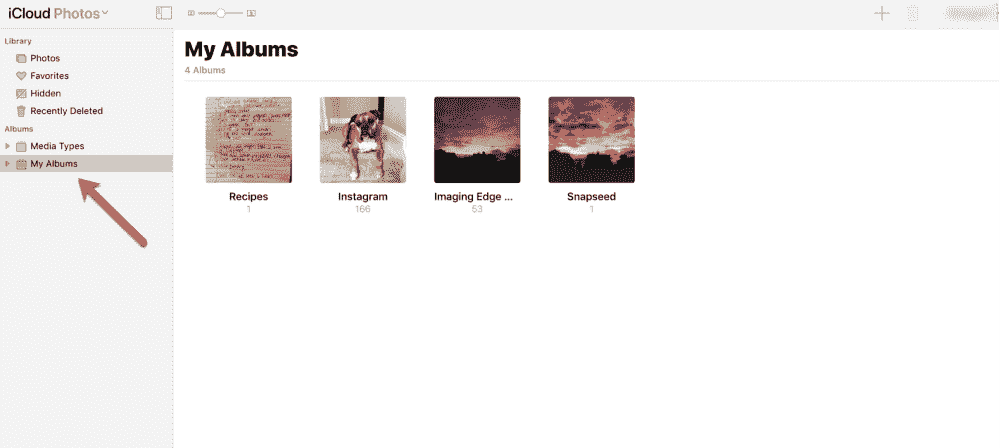 iCloud Photos
Library
Photos
Favorites
Hidden
Recently Deleted
Albums
Media Types
My Albums
My Albums
4 Albums
Recipes
1
Instagram
166
Imaging Edge ...
53
Snapseed
1